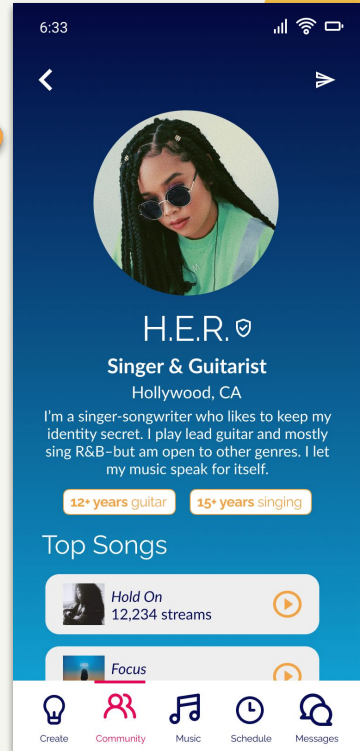 6:33
H.E.R.
Singer & Guitarist
Hollywood, CA
I'm a singer-songwriter who likes to keep my
identity secret. I play lead guitar and mostly
sing R&B–but am open to other genres. I let
my music speak for itself.
12+ years guitar
15+ years singing
Top Songs
Hold On
12,234 streams
Focus
Create
Community
Music
Schedule
Messages